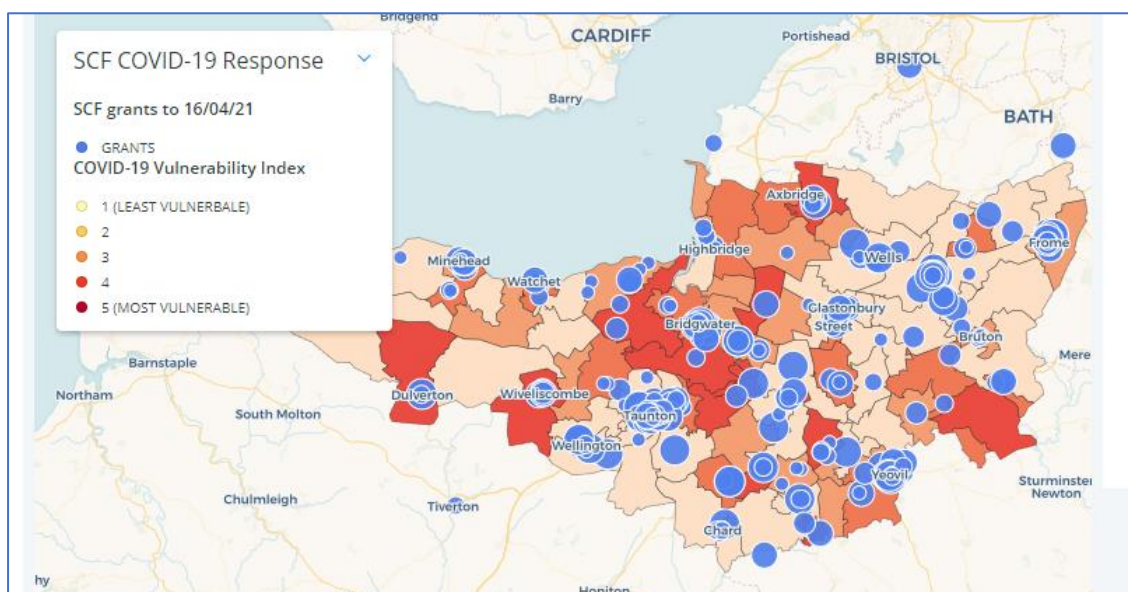 Bridgend
CARDIFF
Portishead
BRISTOL
SCF COVID-19 Response
SCF grants to 16/04/21
Barry
BATH
GRANTS
COVID-19 Vulnerability Index
1 (LEAST VULNERBALE)
2
3
4
5 (MOST VULNERABLE)
Axbridge
Highbridge
Frome
Minehead
Wells
Watchet
Glastonbury
Street
Bridgwater
Bruton
Mere
Barnstaple
Northam
Dulverton
Wiveliscombe
South Molton
Taunton
Wellington
Yeovil
Sturminster
Newton
Chulmleigh
Tiverton
Chard
hy
Honiton